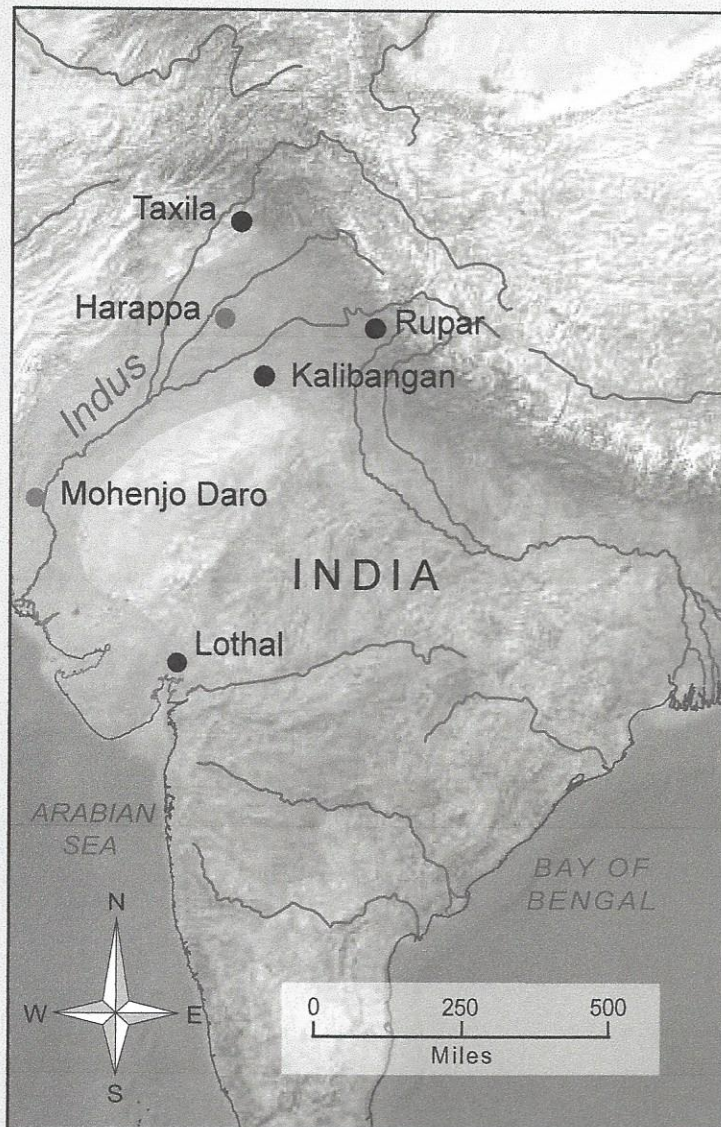 Taxila
Harappa
Rupar
Indus
Kalibangan
Mohenjo Daro
INDIA
Lothal
ARABIAN
SEA
BAY OF
BENGAL
N
W E
S
0 250 500
Miles